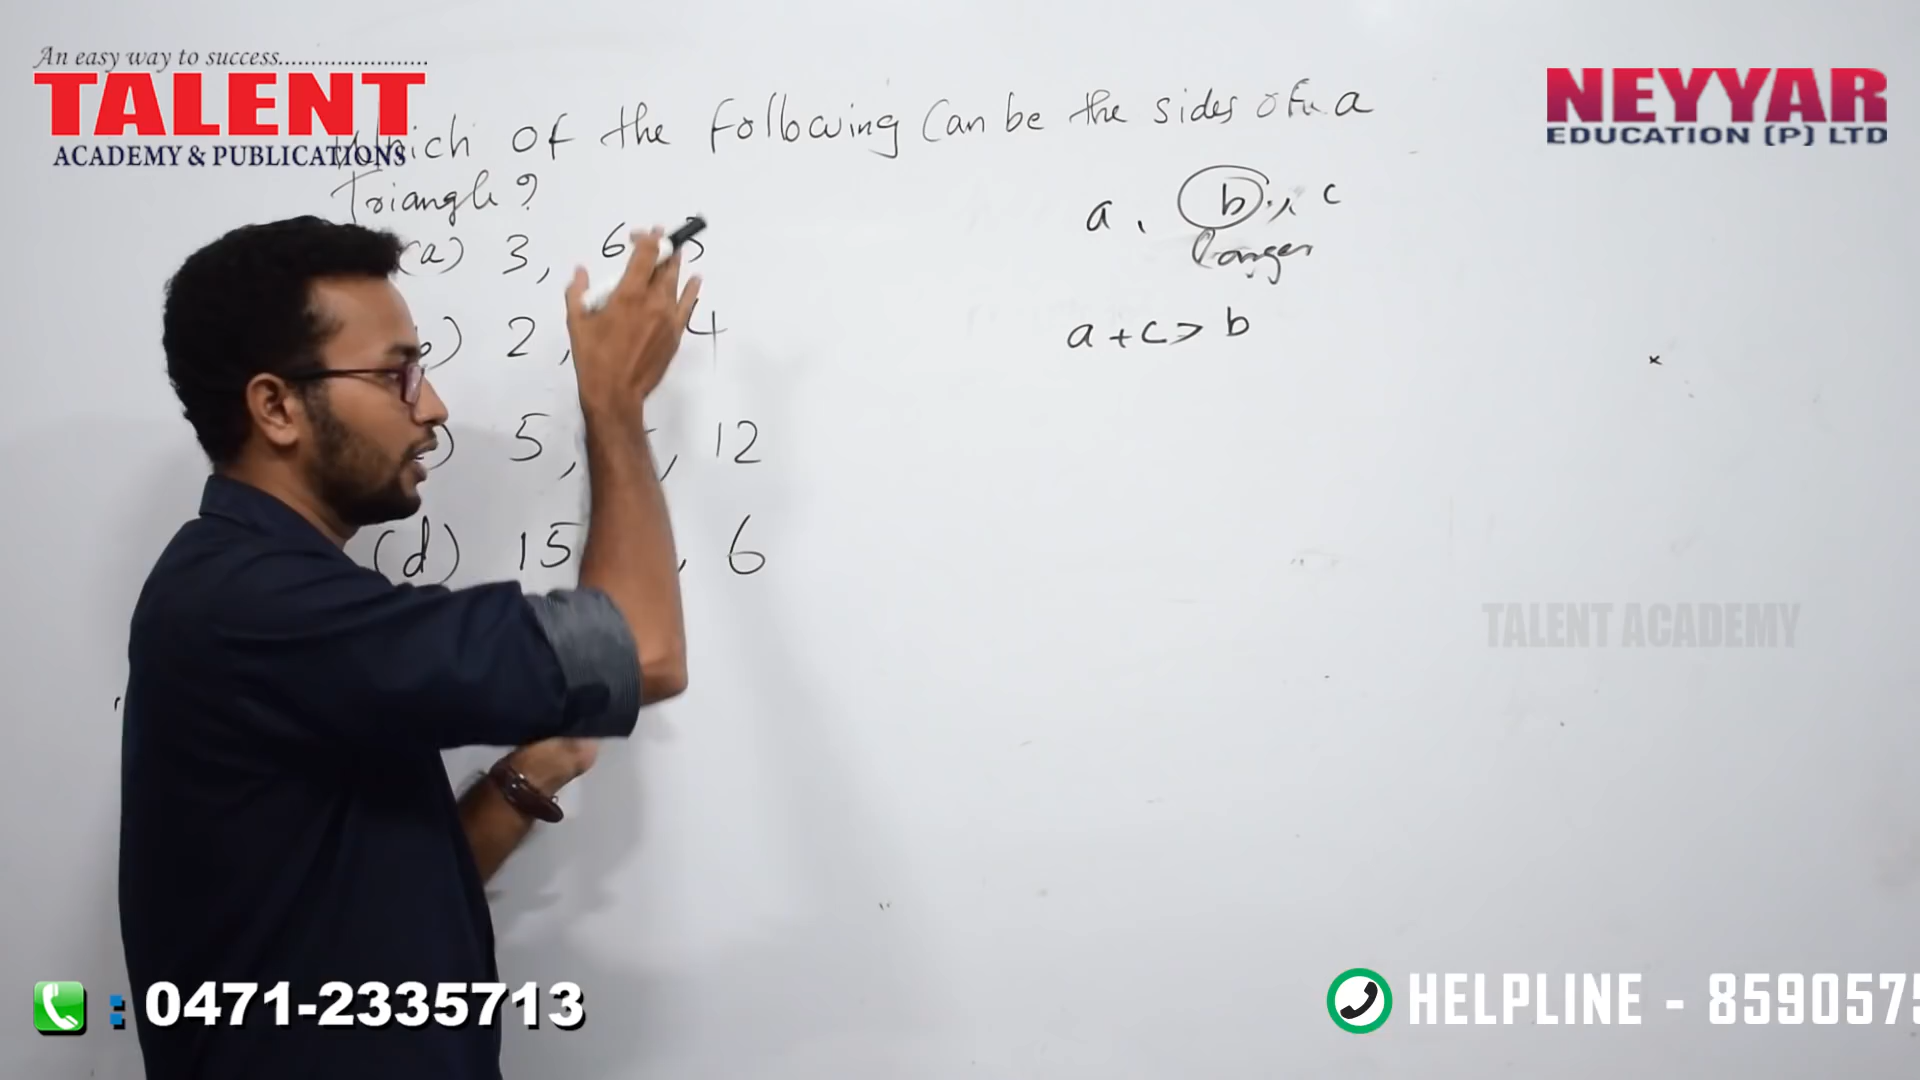 An easy way to success.......................
TALENT
ACADEMY & PUBLICATIONS
NEYYAR
EDUCATION (P) LTD
Which of the following can be the sides of a
Triangle?
(a) 3, 6
2, 4
5, , 12
(d) 15 , 6
a, b, c
longer
a + c > b
TALENT ACADEMY
: 0471-2335713
HELPLINE - 859057